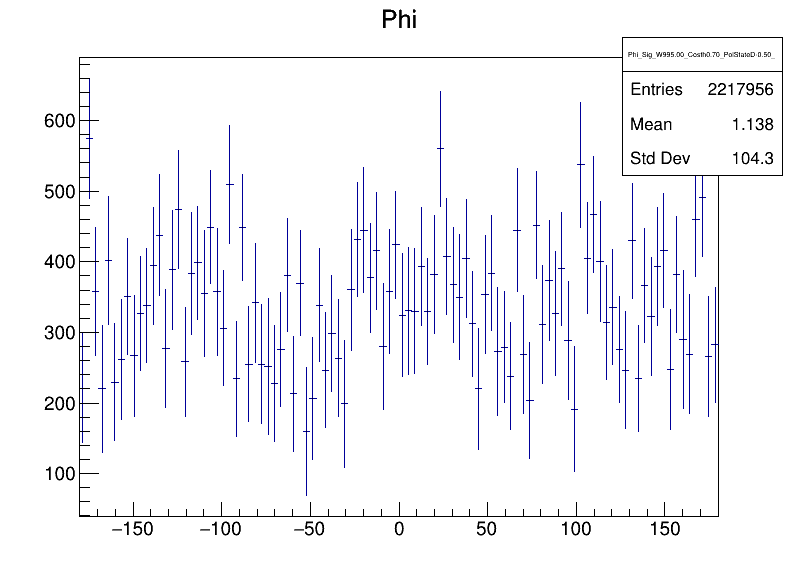 Phi
Phi_Sig_W995.00_Costh0.70_PolStateD-0.50_
Entries 2217956
Mean 1.138
Std Dev 104.3
600
500
400
300
200
100
−150 −100 −50 0 50 100 150